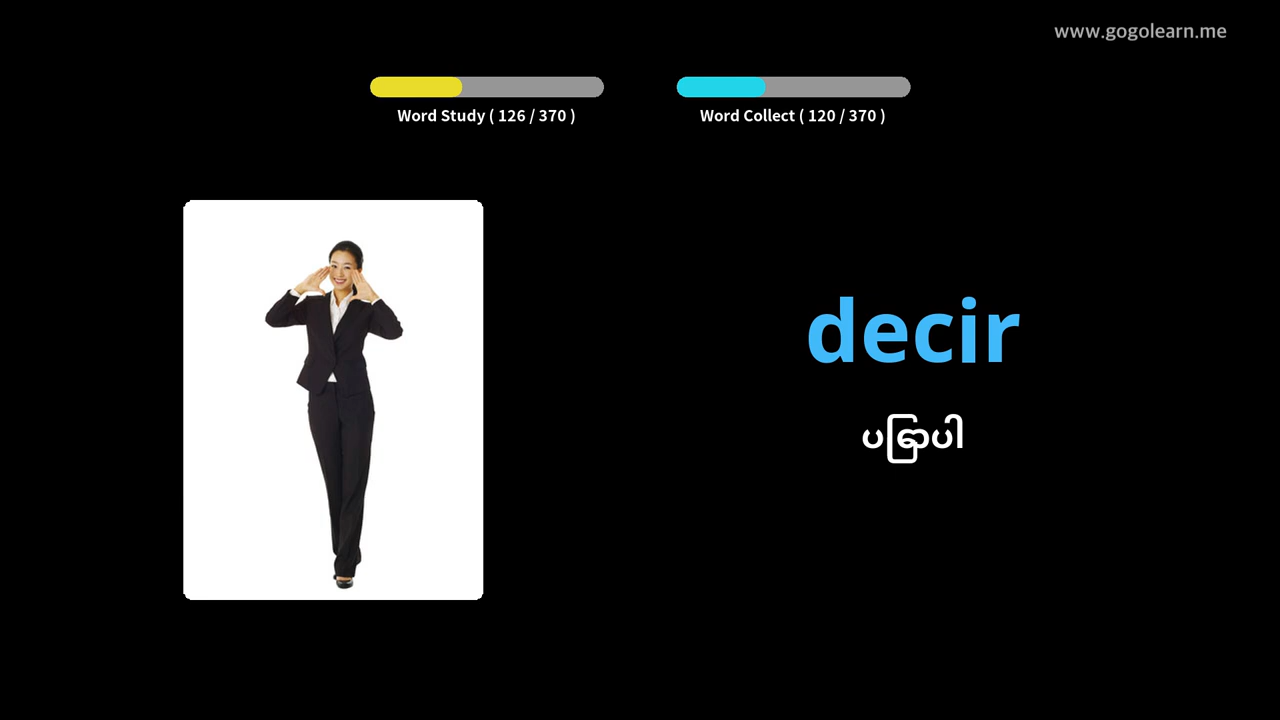 www.gogolearn.me
Word Study ( 126 / 370 )
Word Collect ( 120 / 370 )
decir
ပြောပါ